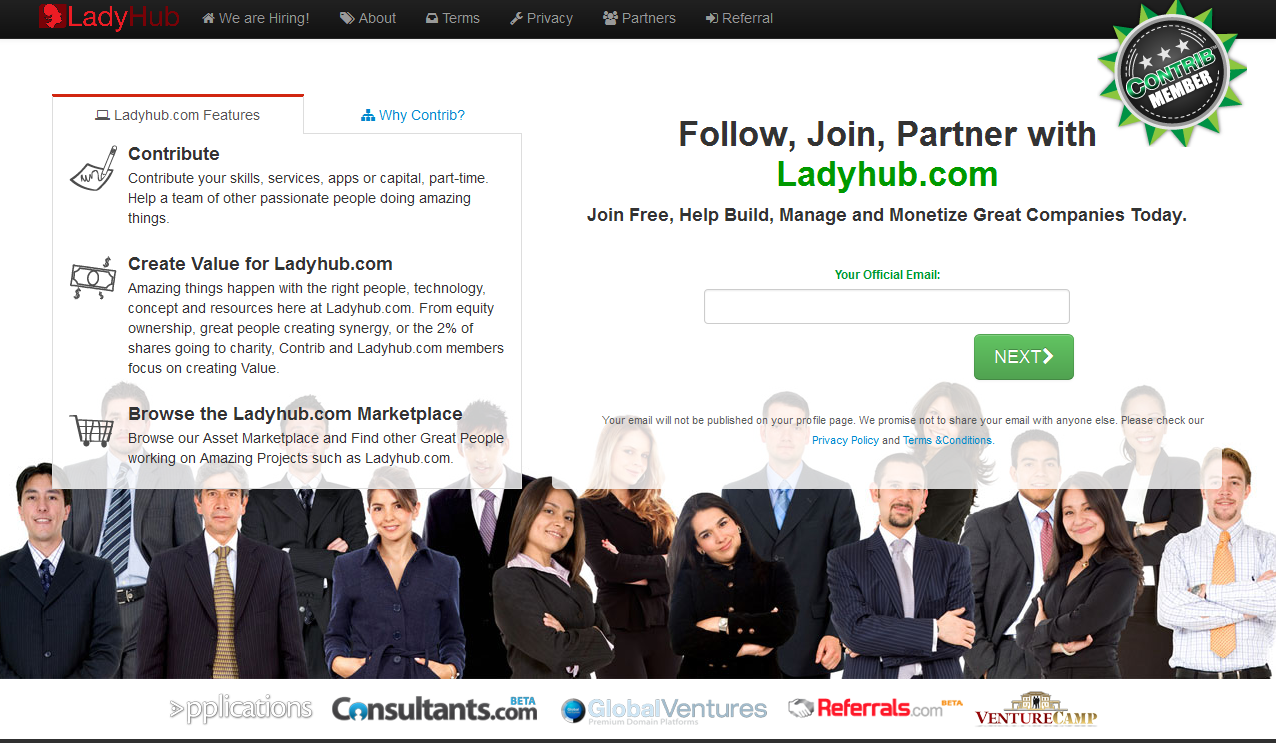 LadyHub
We are Hiring!
About
Terms
Privacy
Partners
Referral
CONTRIB™
MEMBER
Ladyhub.com Features
Why Contrib?
Contribute
Contribute your skills, services, apps or capital, part-time.
Help a team of other passionate people doing amazing
things.
Create Value for Ladyhub.com
Amazing things happen with the right people, technology,
concept and resources here at Ladyhub.com. From equity
ownership, great people creating synergy, or the 2% of
shares going to charity, Contrib and Ladyhub.com members
focus on creating Value.
Browse the Ladyhub.com Marketplace
Browse our Asset Marketplace and Find other Great People
working on Amazing Projects such as Ladyhub.com.
Follow, Join, Partner with
Ladyhub.com
Join Free, Help Build, Manage and Monetize Great Companies Today.
Your Official Email:
NEXT
Your email will not be published on your profile page. We promise not to share your email with anyone else. Please check our
Privacy Policy and Terms &Conditions.
>pplications
Consultants.com BETA
GlobalVentures
Premium Domain Platforms
Referrals.com BETA
VENTURECAMP